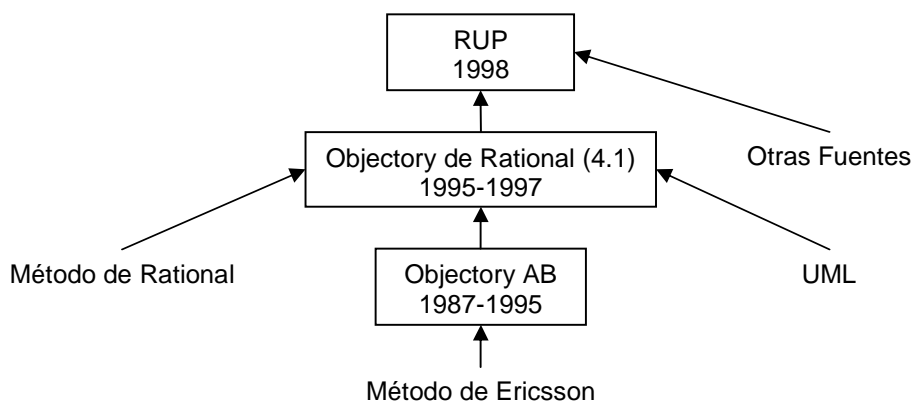 RUP
1998
Otras Fuentes
Objectory de Rational (4.1)
1995-1997
Método de Rational
UML
Objectory AB
1987-1995
Método de Ericsson